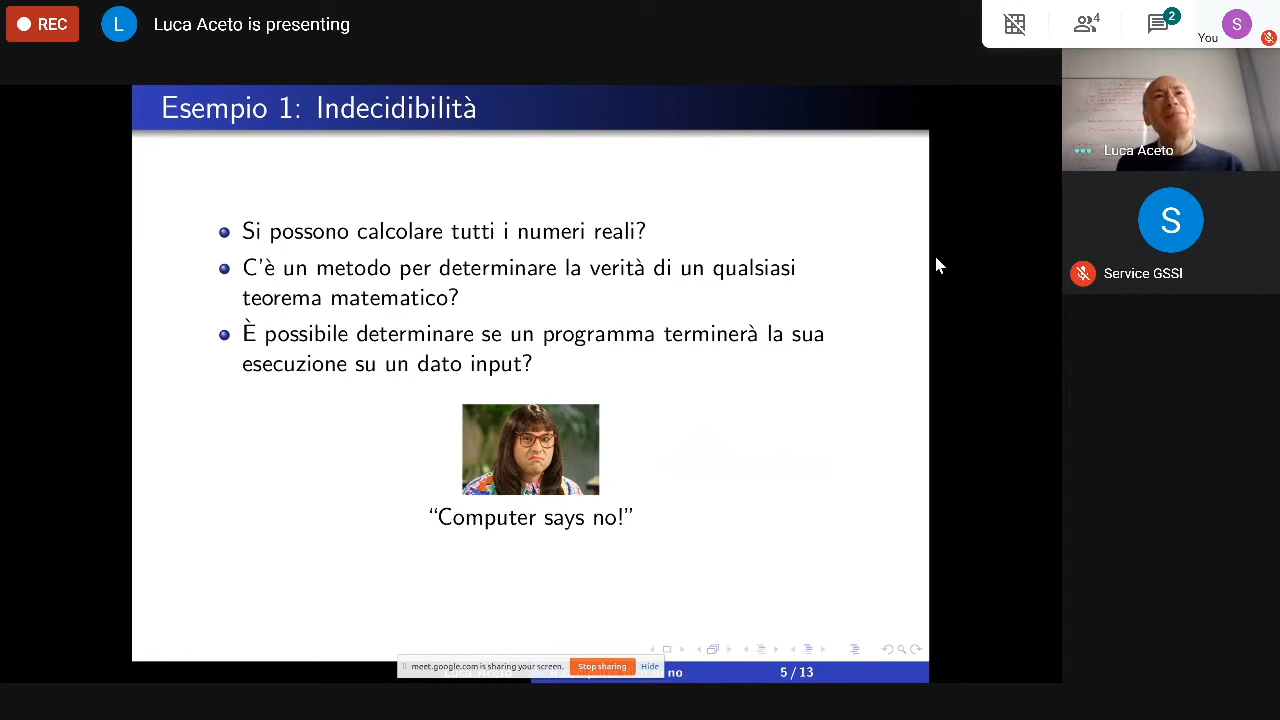 REC
L
Luca Aceto is presenting
4
2
You
S
Esempio 1: Indecidibilità
Si possono calcolare tutti i numeri reali?
C'è un metodo per determinare la verità di un qualsiasi
teorema matematico?
È possibile determinare se un programma terminerà la sua
esecuzione su un dato input?
“Computer says no!”
Luca Aceto
S
Service GSSI
meet.google.com is sharing your screen.
Stop sharing
Hide
Luca Aceto
no
5 / 13